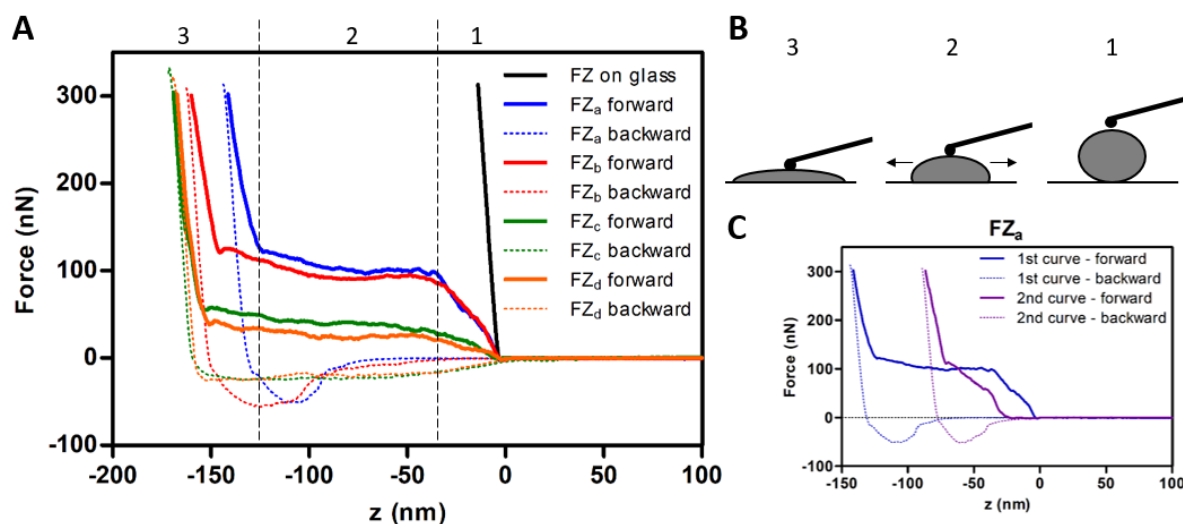 A
3
2
1
Force (nN)
300
200
100
0
-100
-200
-150
-100
-50
0
50
100
z (nm)
FZ on glass
FZa forward
FZa backward
FZb forward
FZb backward
FZc forward
FZc backward
FZd forward
FZd backward
B
3
2
1
C
FZa
Force (nN)
300
200
100
0
-100
-150
-100
-50
0
50
100
z (nm)
1st curve - forward
1st curve - backward
2nd curve - forward
2nd curve - backward